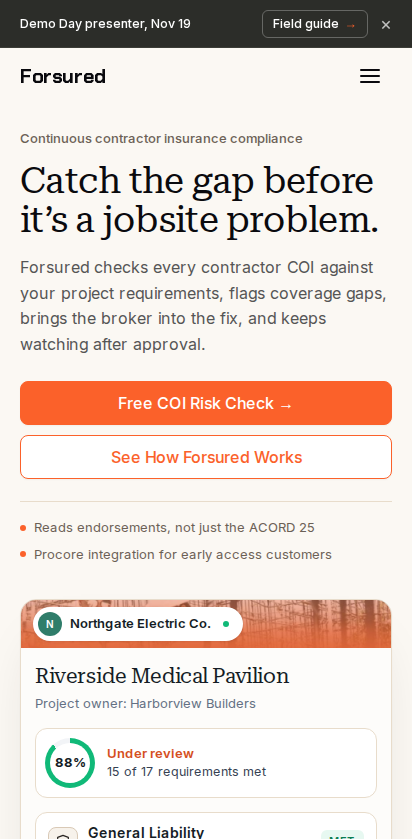 Demo Day presenter, Nov 19
Field guide →
×
Forsured
Continuous contractor insurance compliance
Catch the gap before
it’s a jobsite problem.
Forsured checks every contractor COI against
your project requirements, flags coverage gaps,
brings the broker into the fix, and keeps
watching after approval.
Free COI Risk Check →
See How Forsured Works
Reads endorsements, not just the ACORD 25
Procore integration for early access customers
N Northgate Electric Co.
Riverside Medical Pavilion
Project owner: Harborview Builders
88%
Under review
15 of 17 requirements met
General Liability
MET